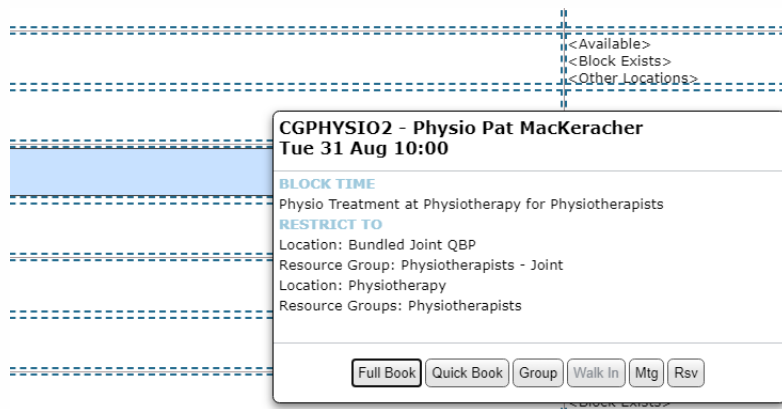 <Available>
<Block Exists>
<Other Locations>
CGPHYSIO2 - Physio Pat MacKeracher
Tue 31 Aug 10:00
BLOCK TIME
Physio Treatment at Physiotherapy for Physiotherapists
RESTRICT TO
Location: Bundled Joint QBP
Resource Group: Physiotherapists - Joint
Location: Physiotherapy
Resource Groups: Physiotherapists
Full Book Quick Book Group Walk In Mtg Rsv
<Block Exists>